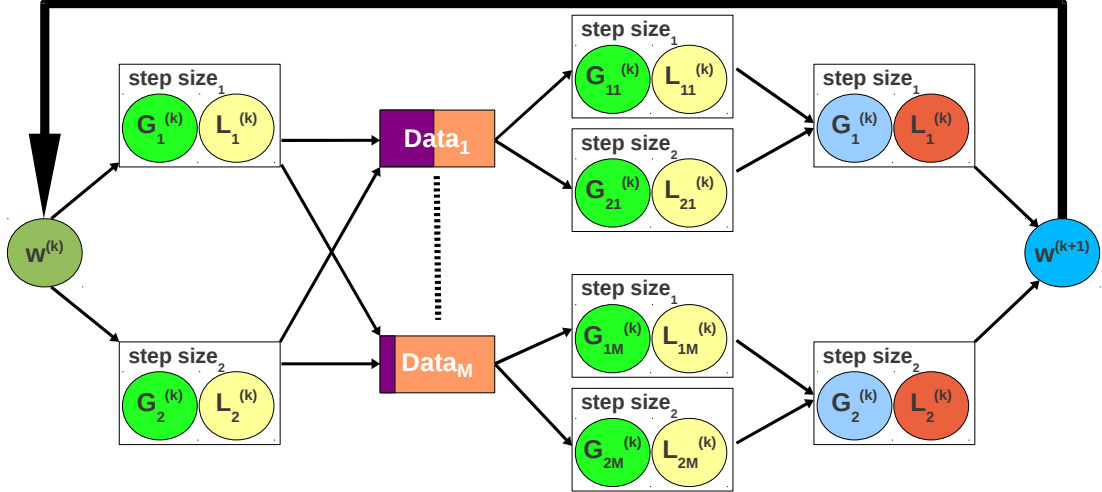 w(k)
step size1
G1(k) L1(k)
step size2
G2(k) L2(k)
Data1
DataM
step size1
G11(k) L11(k)
step size2
G21(k) L21(k)
step size1
G1M(k) L1M(k)
step size2
G2M(k) L2M(k)
step size1
G1(k) L1(k)
step size2
G2(k) L2(k)
w(k+1)